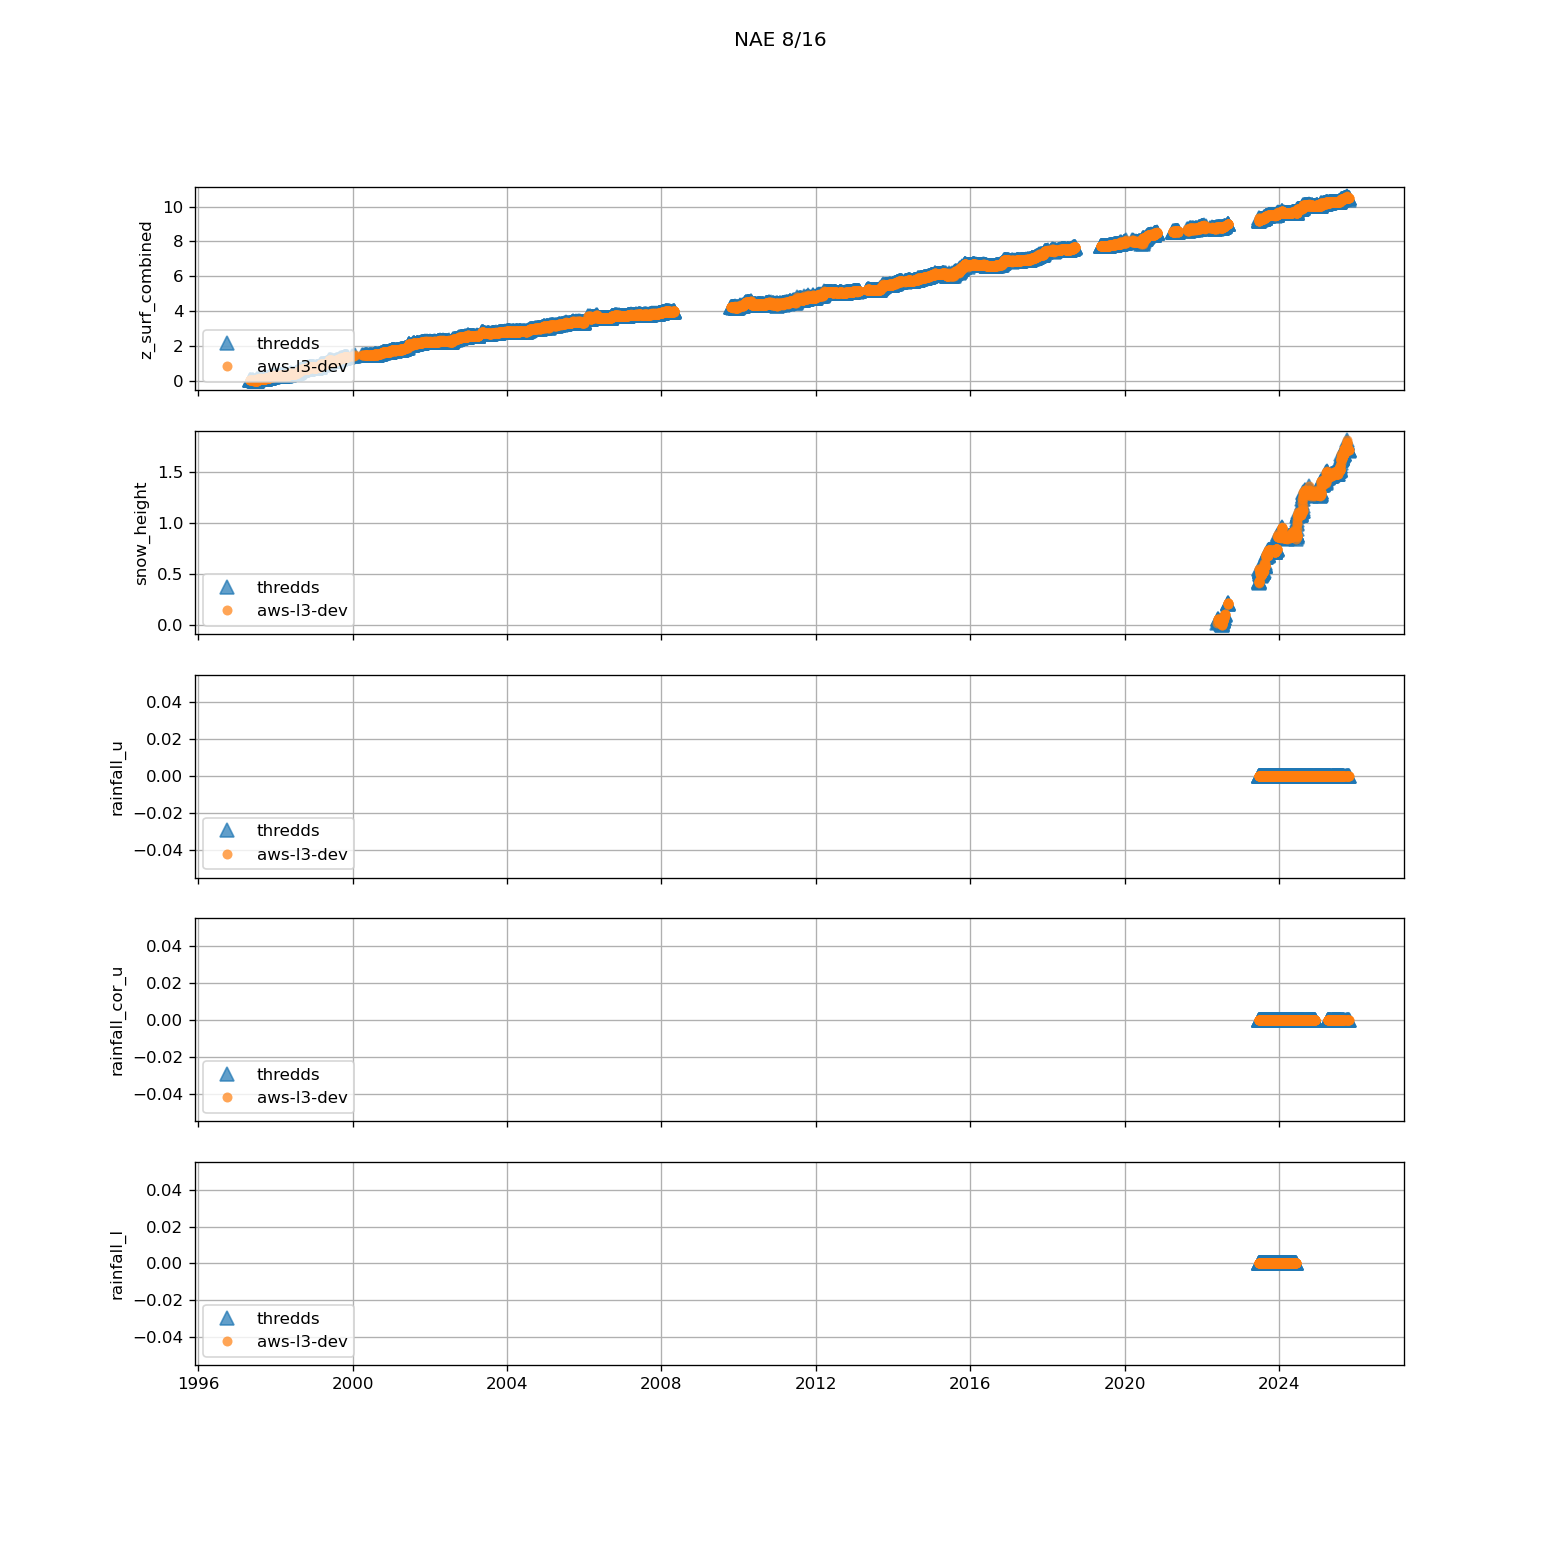 NAE 8/16
z_surf_combined
10
8
6
4
2
0
thredds
aws-l3-dev
snow_height
1.5
1.0
0.5
0.0
thredds
aws-l3-dev
rainfall_u
0.04
0.02
0.00
−0.02
−0.04
thredds
aws-l3-dev
rainfall_cor_u
0.04
0.02
0.00
−0.02
−0.04
thredds
aws-l3-dev
rainfall_l
0.04
0.02
0.00
−0.02
−0.04
thredds
aws-l3-dev
1996 2000 2004 2008 2012 2016 2020 2024